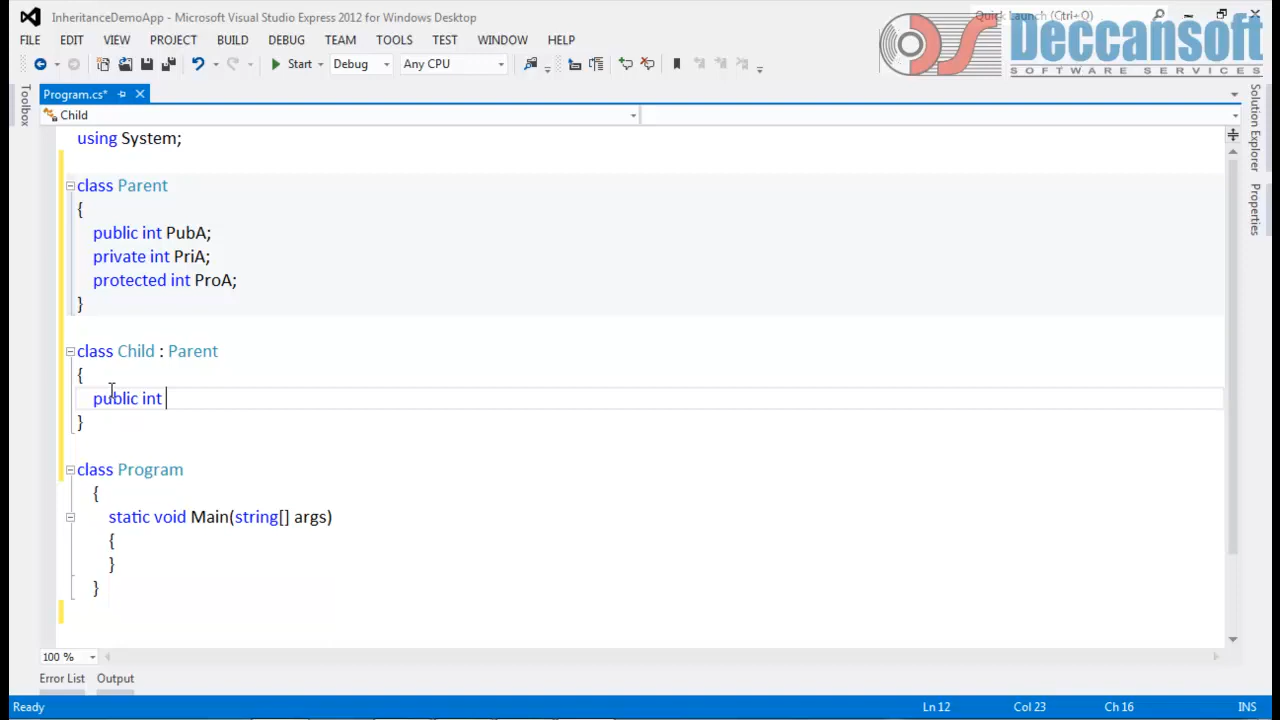 InheritanceDemoApp - Microsoft Visual Studio Express 2012 for Windows Desktop
Quick Launch (Ctrl+Q)
FILE EDIT VIEW PROJECT BUILD DEBUG TEAM TOOLS TEST WINDOW HELP
Deccansoft
SOFTWARE SERVICES
Start Debug Any CPU
Toolbox
Program.cs*
Solution Explorer
Properties
Child
using System;
class Parent
{
public int PubA;
private int PriA;
protected int ProA;
}
class Child : Parent
{
public int
}
class Program
{
static void Main(string[] args)
{
}
}
100 %
Error List Output
Ready Ln 12 Col 23 Ch 16 INS